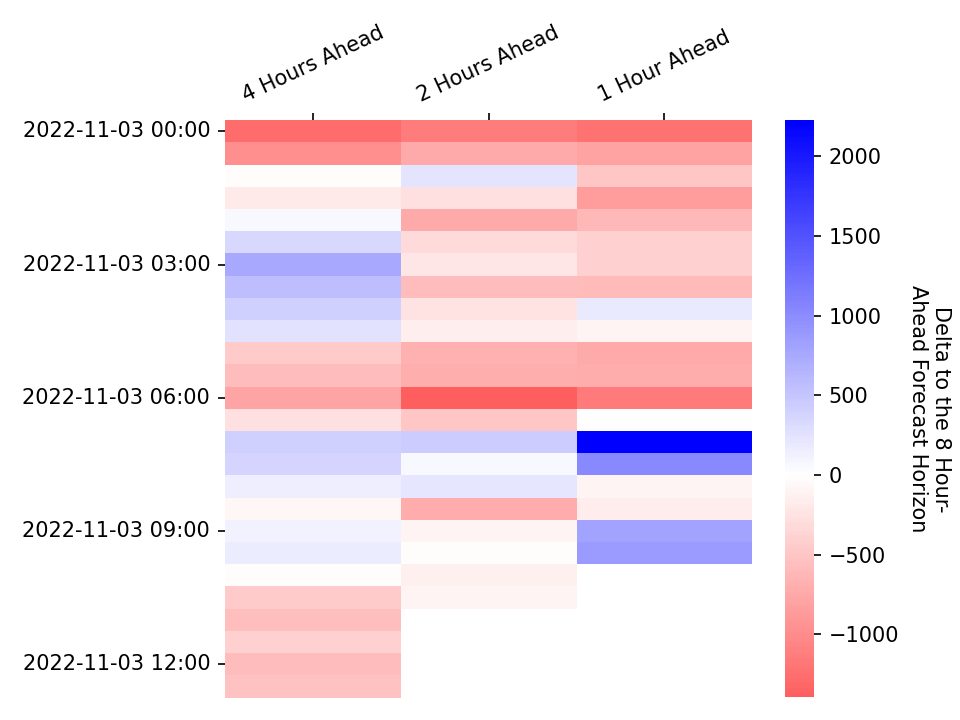 4 Hours Ahead
2 Hours Ahead
1 Hour Ahead
2022-11-03 00:00
2022-11-03 03:00
2022-11-03 06:00
2022-11-03 09:00
2022-11-03 12:00
2000
1500
1000
500
0
−500
−1000
Delta to the 8 Hour-
Ahead Forecast Horizon